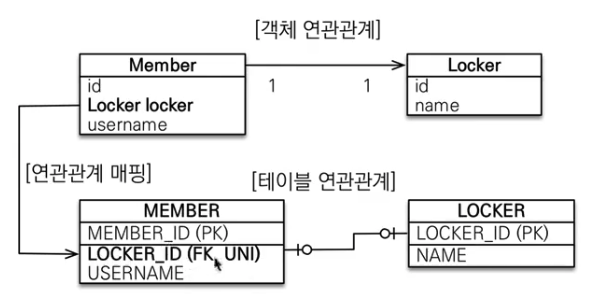 [객체 연관관계]
Member
id
Locker locker
username
1
1
Locker
id
name
[연관관계 매핑]
[테이블 연관관계]
MEMBER
MEMBER_ID (PK)
LOCKER_ID (FK, UNI)
USERNAME
LOCKER
LOCKER_ID (PK)
NAME